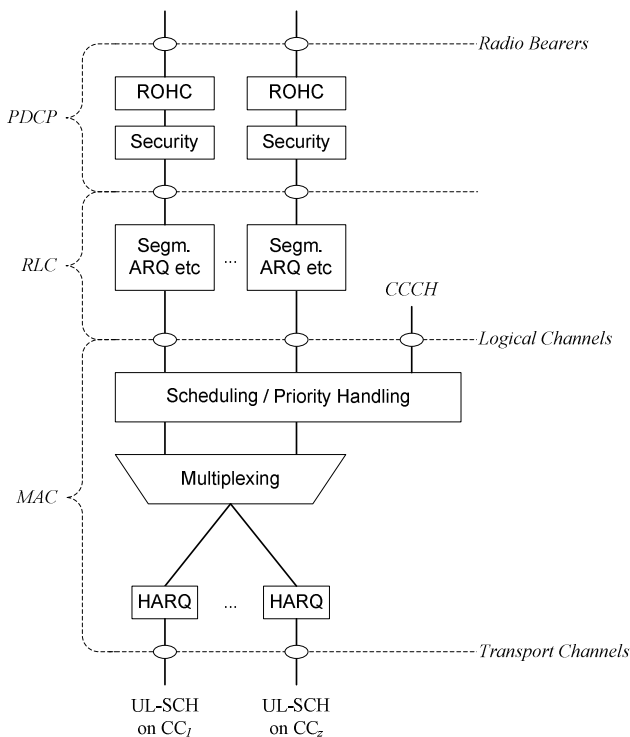 Radio Bearers
ROHC
ROHC
PDCP
Security
Security
Segm.
ARQ etc
...
Segm.
ARQ etc
RLC
CCCH
Logical Channels
Scheduling / Priority Handling
Multiplexing
MAC
HARQ
...
HARQ
Transport Channels
UL-SCH
on CC1
UL-SCH
on CCz